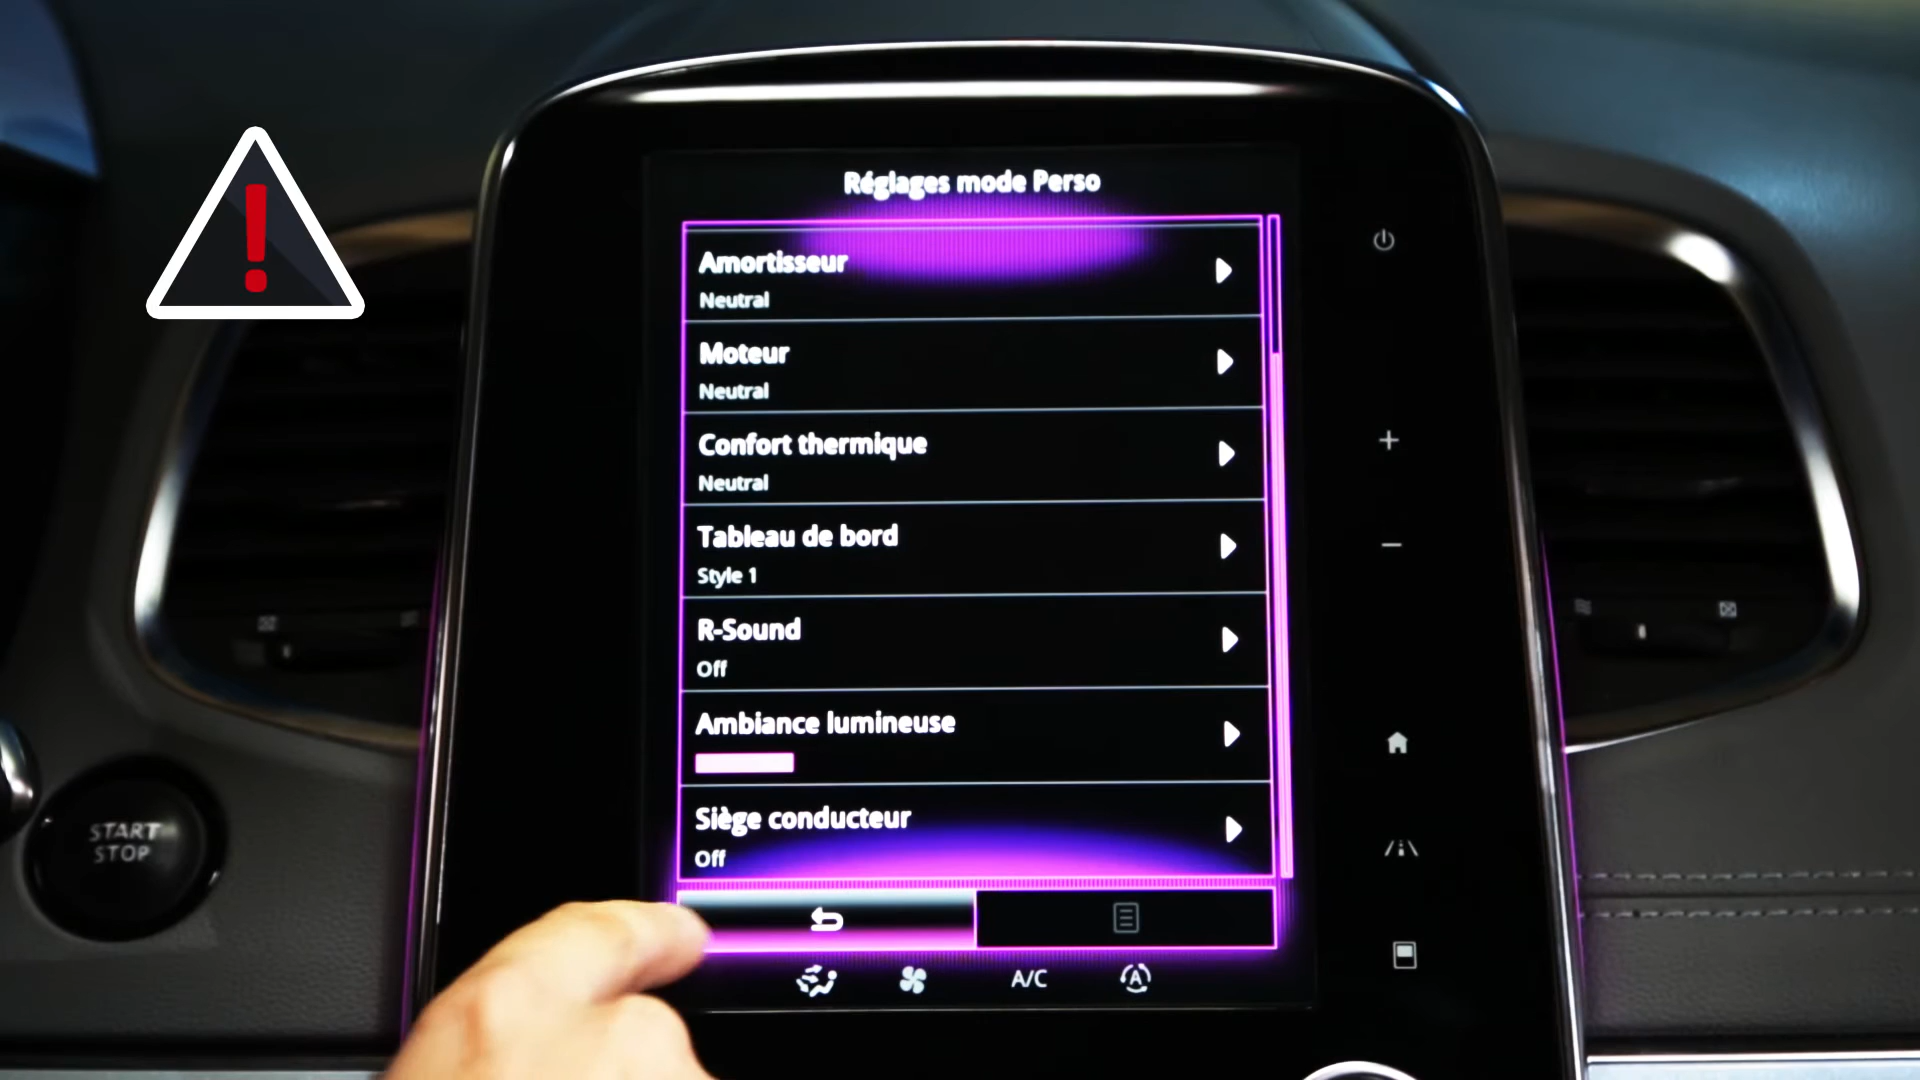 Réglages mode Perso
Amortisseur
Neutral
Moteur
Neutral
Confort thermique
Neutral
Tableau de bord
Style 1
R-Sound
Off
Ambiance lumineuse
Siège conducteur
Off
A/C
A
START
STOP